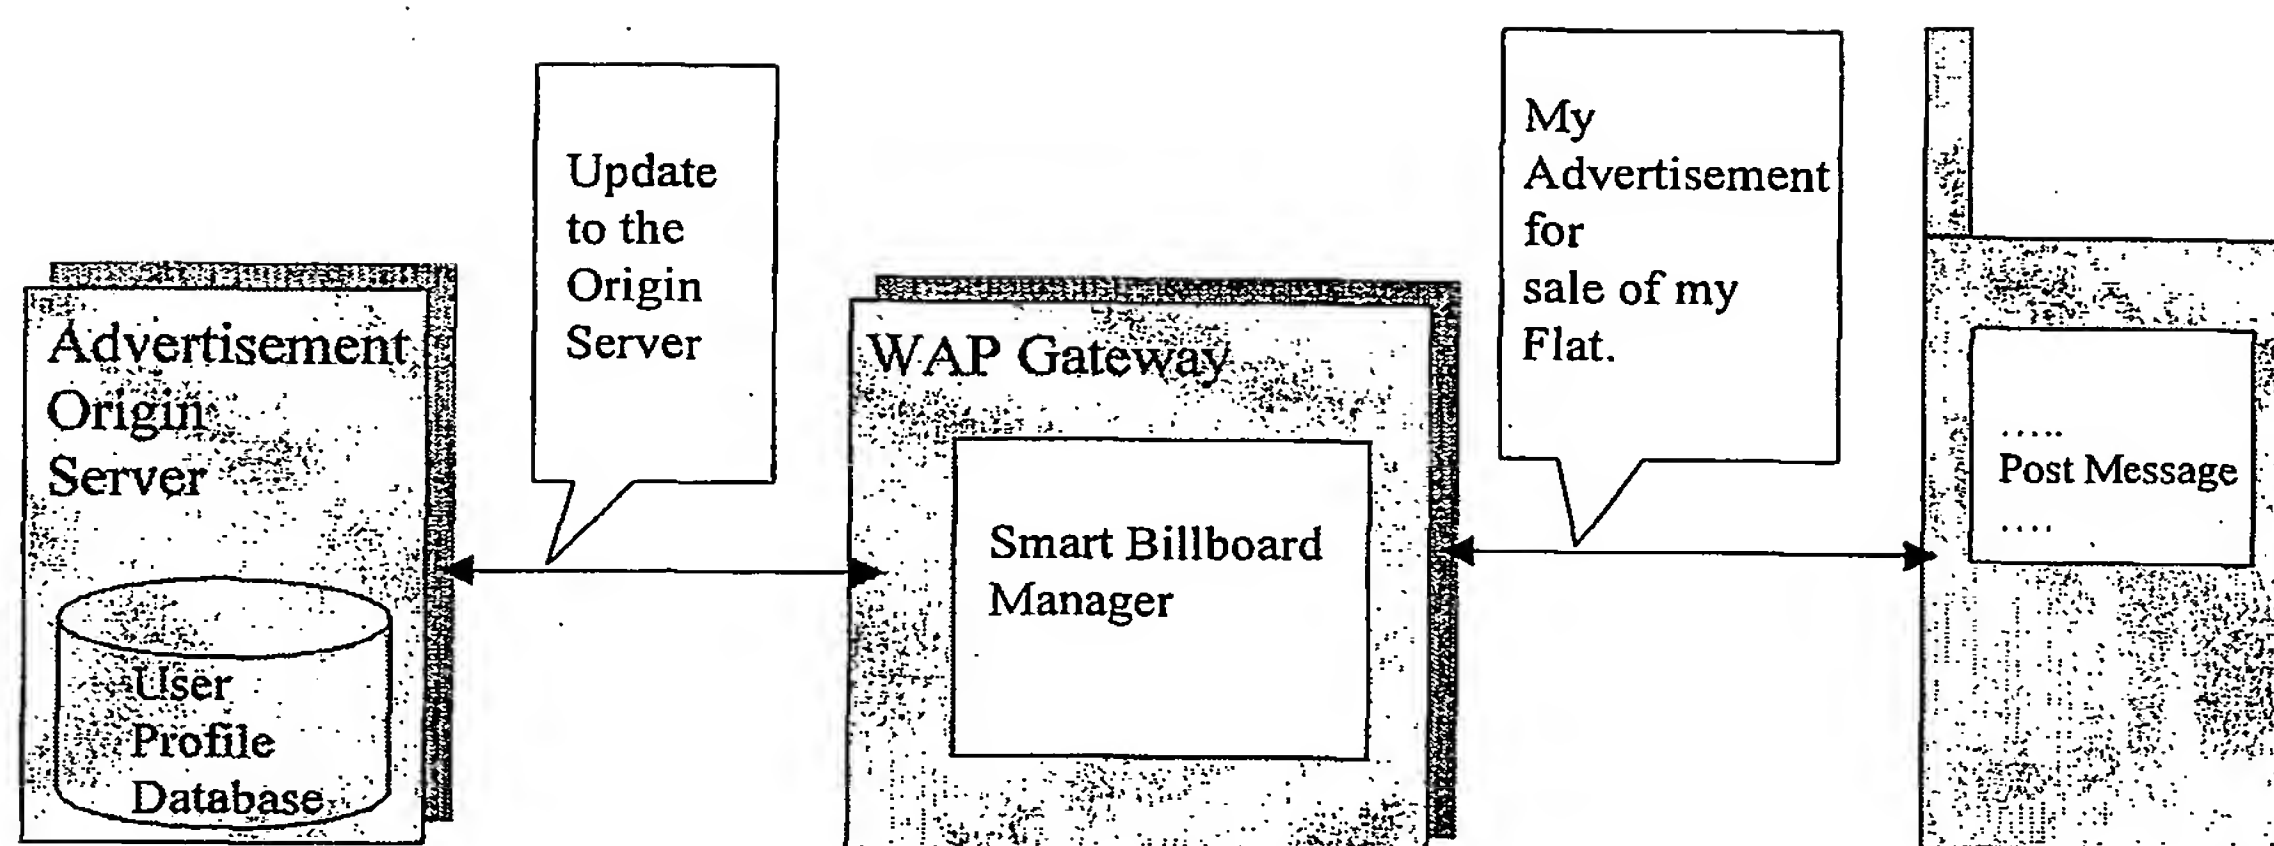 Advertisement
Origin
Server
User
Profile
Database
Update
to the
Origin
Server
WAP Gateway
Smart Billboard
Manager
My
Advertisement
for
sale of my
Flat.
.....
Post Message
....